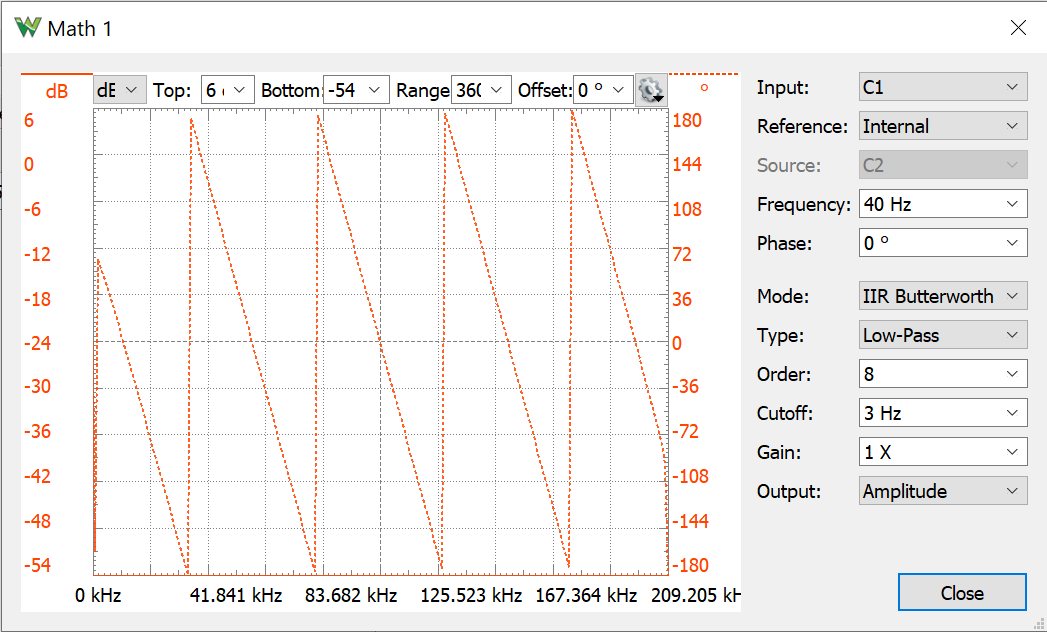 Math 1
dB dE Top: 6 Bottom: -54 Range 360 Offset: 0 ° °
6
0
-6
-12
-18
-24
-30
-36
-42
-48
-54
180
144
108
72
36
0
-36
-72
-108
-144
-180
0 kHz 41.841 kHz 83.682 kHz 125.523 kHz 167.364 kHz 209.205 kH
Input: C1
Reference: Internal
Source: C2
Frequency: 40 Hz
Phase: 0 °
Mode: IIR Butterworth
Type: Low-Pass
Order: 8
Cutoff: 3 Hz
Gain: 1 X
Output: Amplitude
Close